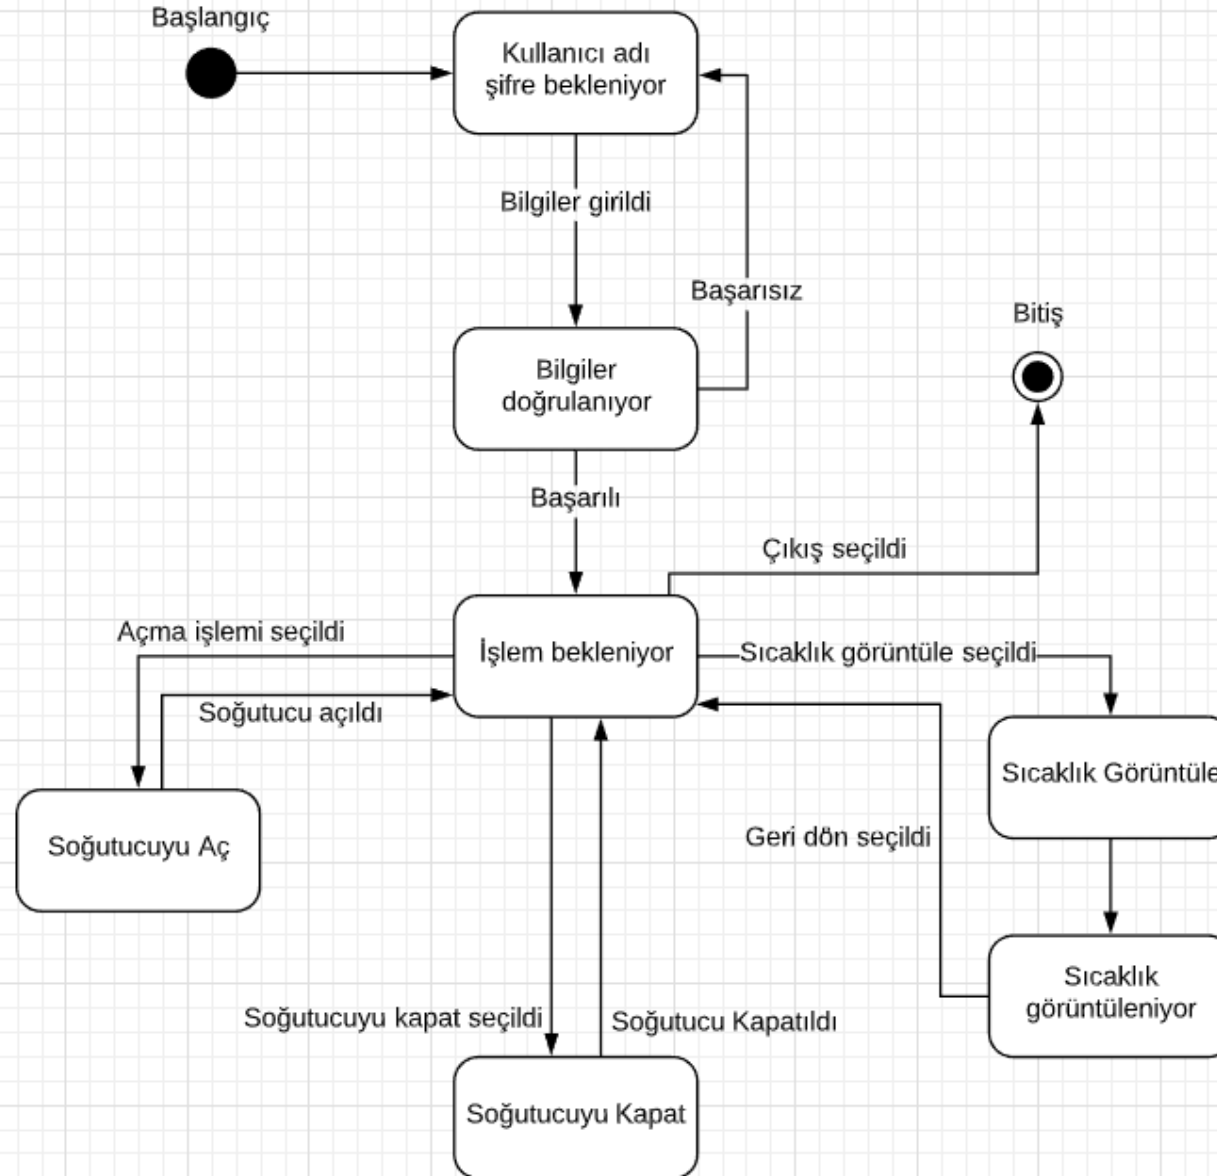 Başlangıç
Kullanıcı adı
şifre bekleniyor
Bilgiler girildi
Başarısız
Bitiş
Bilgiler
doğrulanıyor
Başarılı
Çıkış seçildi
Açma işlemi seçildi
İşlem bekleniyor
Sıcaklık görüntüle seçildi
Soğutucu açıldı
Sıcaklık Görüntüle
Geri dön seçildi
Soğutucuyu Aç
Sıcaklık
görüntüleniyor
Soğutucuyu kapat seçildi
Soğutucu Kapatıldı
Soğutucuyu Kapat